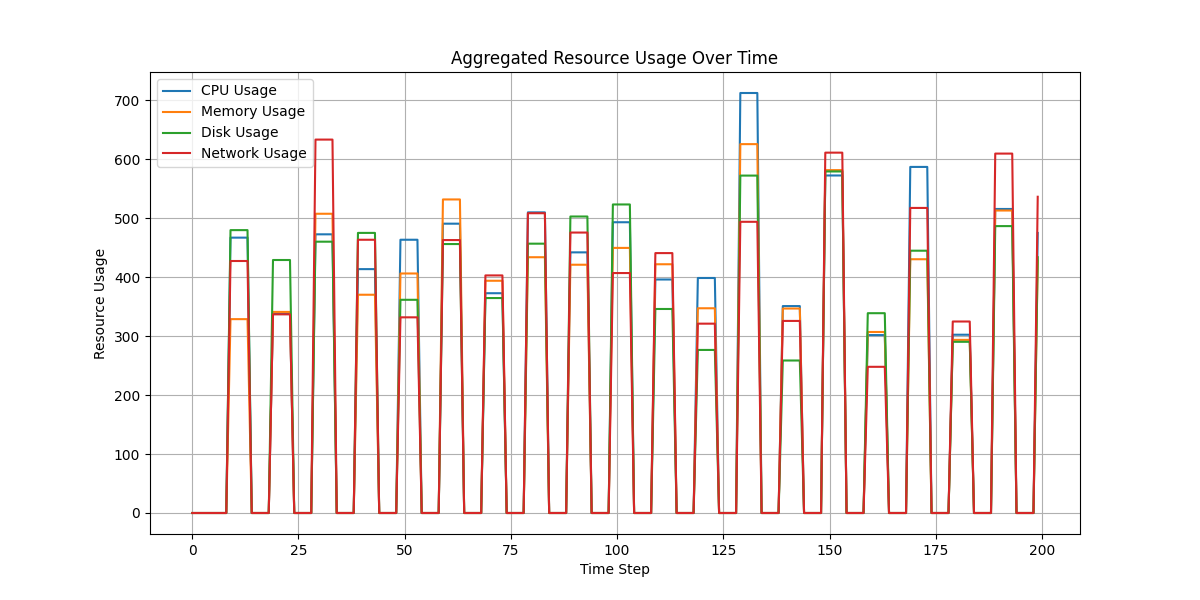 Aggregated Resource Usage Over Time
CPU Usage
Memory Usage
Disk Usage
Network Usage
Resource Usage
700
600
500
400
300
200
100
0
0 25 50 75 100 125 150 175 200
Time Step